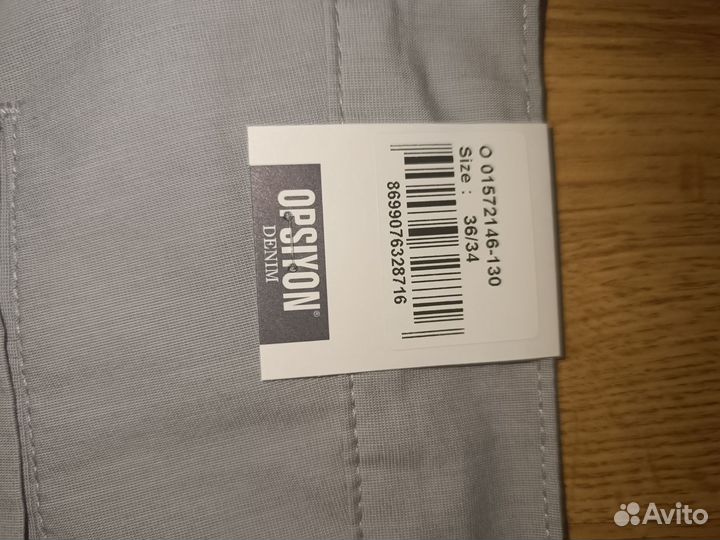 OPSIYON®
DENIM
O 01572146-130
Size : 36/34
8699076328716
Avito